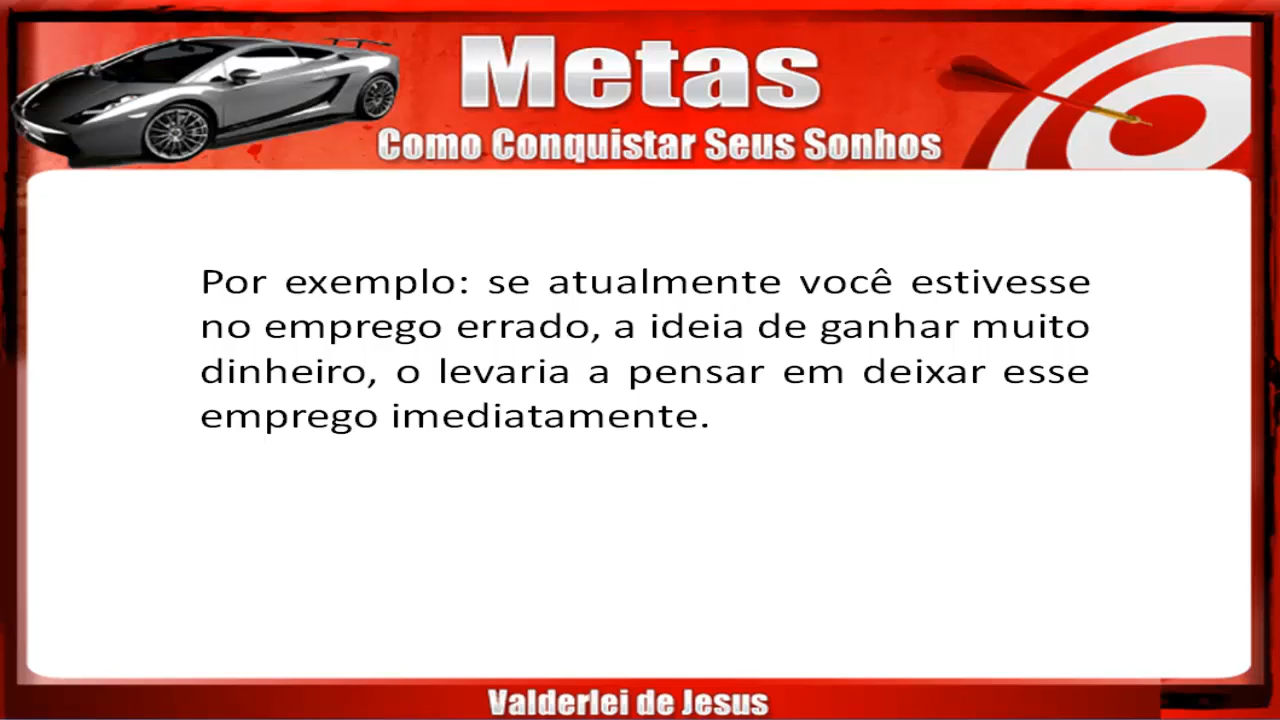 Metas
Como Conquistar Seus Sonhos
Por exemplo: se atualmente você estivesse
no emprego errado, a ideia de ganhar muito
dinheiro, o levaria a pensar em deixar esse
emprego imediatamente.
Valderlei de Jesus